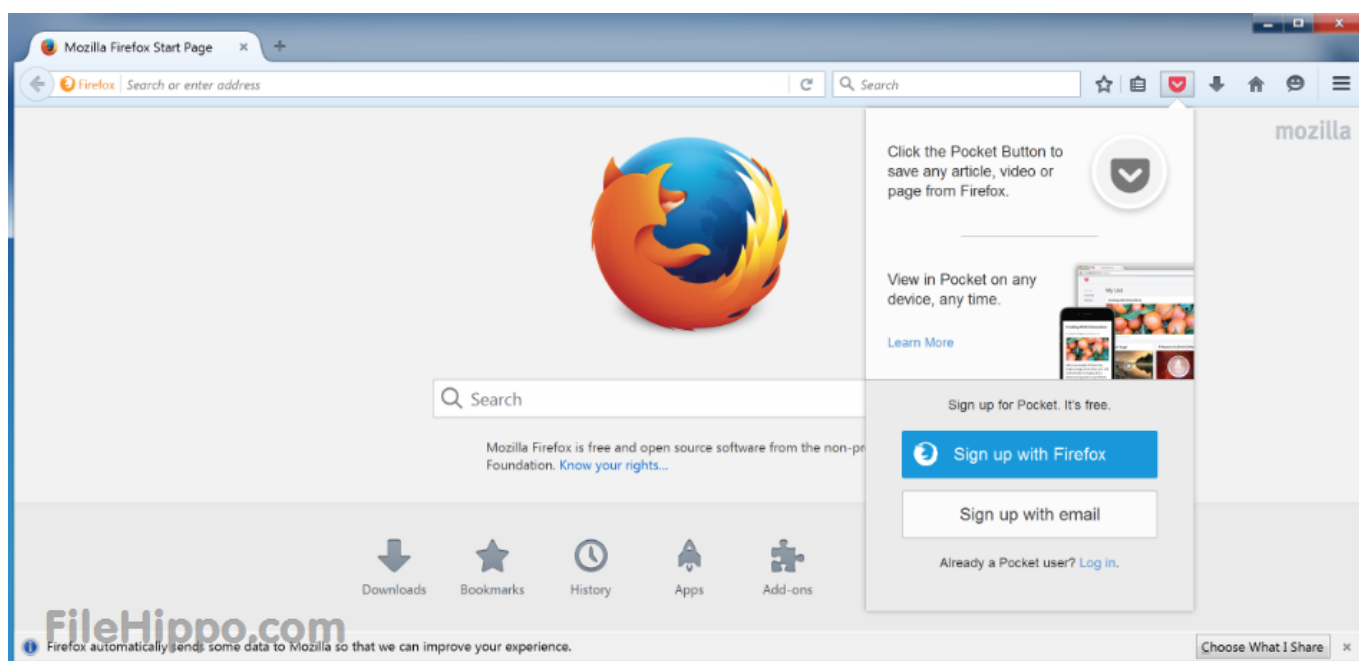 Mozilla Firefox Start Page
Firefox Search or enter address
Search
mozilla
Click the Pocket Button to
save any article, video or
page from Firefox.
View in Pocket on any
device, any time.
Learn More
Search
Mozilla Firefox is free and open source software from the non-pr
Foundation. Know your rights...
Sign up for Pocket. It's free.
Sign up with Firefox
Sign up with email
Already a Pocket user? Log in.
Downloads Bookmarks History Apps Add-ons
FileHippo.com
Firefox automatically sends some data to Mozilla so that we can improve your experience.
Choose What I Share